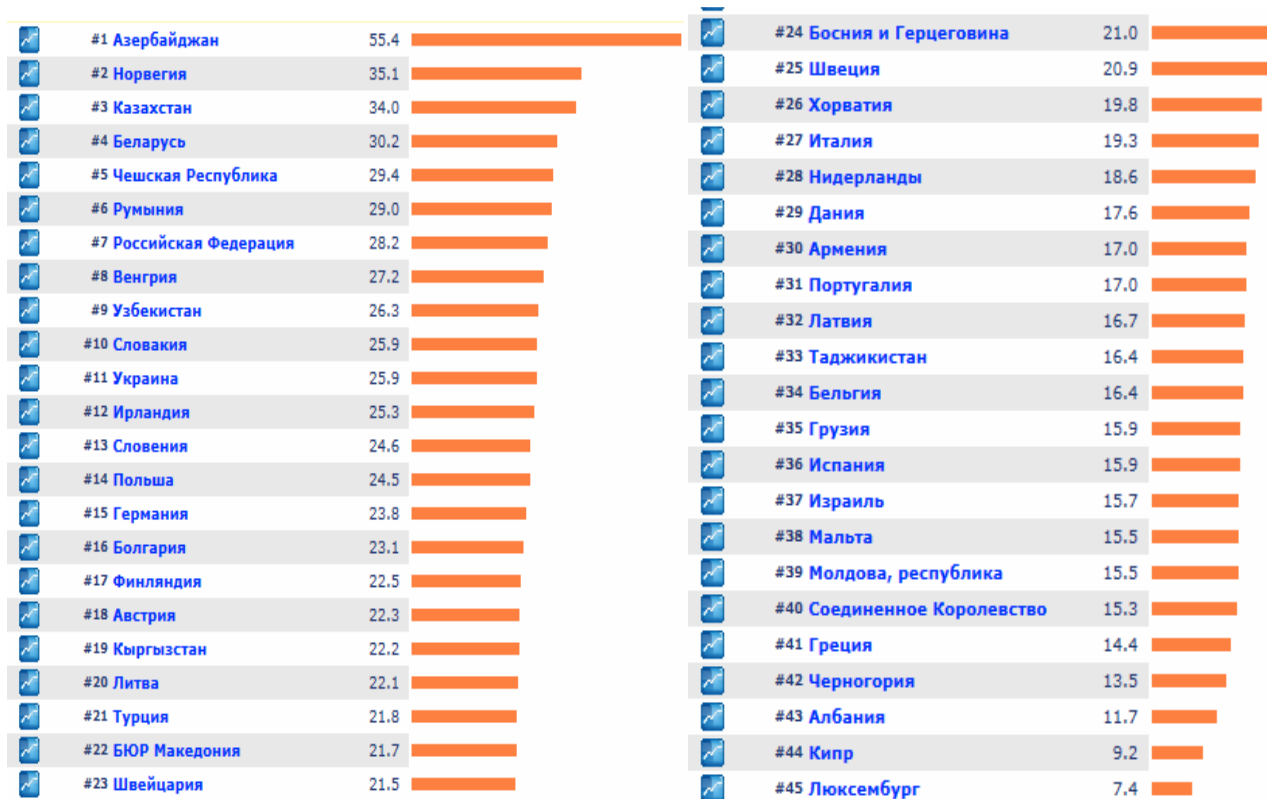 #1 Азербайджан 55.4
#2 Норвегия 35.1
#3 Казахстан 34.0
#4 Беларусь 30.2
#5 Чешская Республика 29.4
#6 Румыния 29.0
#7 Российская Федерация 28.2
#8 Венгрия 27.2
#9 Узбекистан 26.3
#10 Словакия 25.9
#11 Украина 25.9
#12 Ирландия 25.3
#13 Словения 24.6
#14 Польша 24.5
#15 Германия 23.8
#16 Болгария 23.1
#17 Финляндия 22.5
#18 Австрия 22.3
#19 Кыргызстан 22.2
#20 Литва 22.1
#21 Турция 21.8
#22 БЮР Македония 21.7
#23 Швейцария 21.5
#24 Босния и Герцеговина 21.0
#25 Швеция 20.9
#26 Хорватия 19.8
#27 Италия 19.3
#28 Нидерланды 18.6
#29 Дания 17.6
#30 Армения 17.0
#31 Португалия 17.0
#32 Латвия 16.7
#33 Таджикистан 16.4
#34 Бельгия 16.4
#35 Грузия 15.9
#36 Испания 15.9
#37 Израиль 15.7
#38 Мальта 15.5
#39 Молдова, республика 15.5
#40 Соединенное Королевство 15.3
#41 Греция 14.4
#42 Черногория 13.5
#43 Албания 11.7
#44 Кипр 9.2
#45 Люксембург 7.4